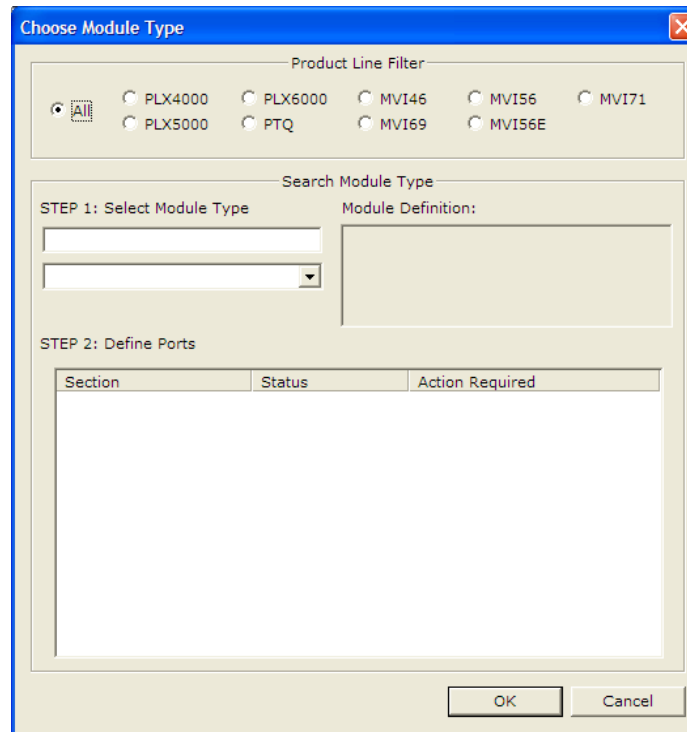 Choose Module Type
Product Line Filter
All PLX4000 PLX6000 MVI46 MVI56 MVI71
PLX5000 PTQ MVI69 MVI56E
Search Module Type
STEP 1: Select Module Type Module Definition:
STEP 2: Define Ports
Section Status Action Required
OK Cancel